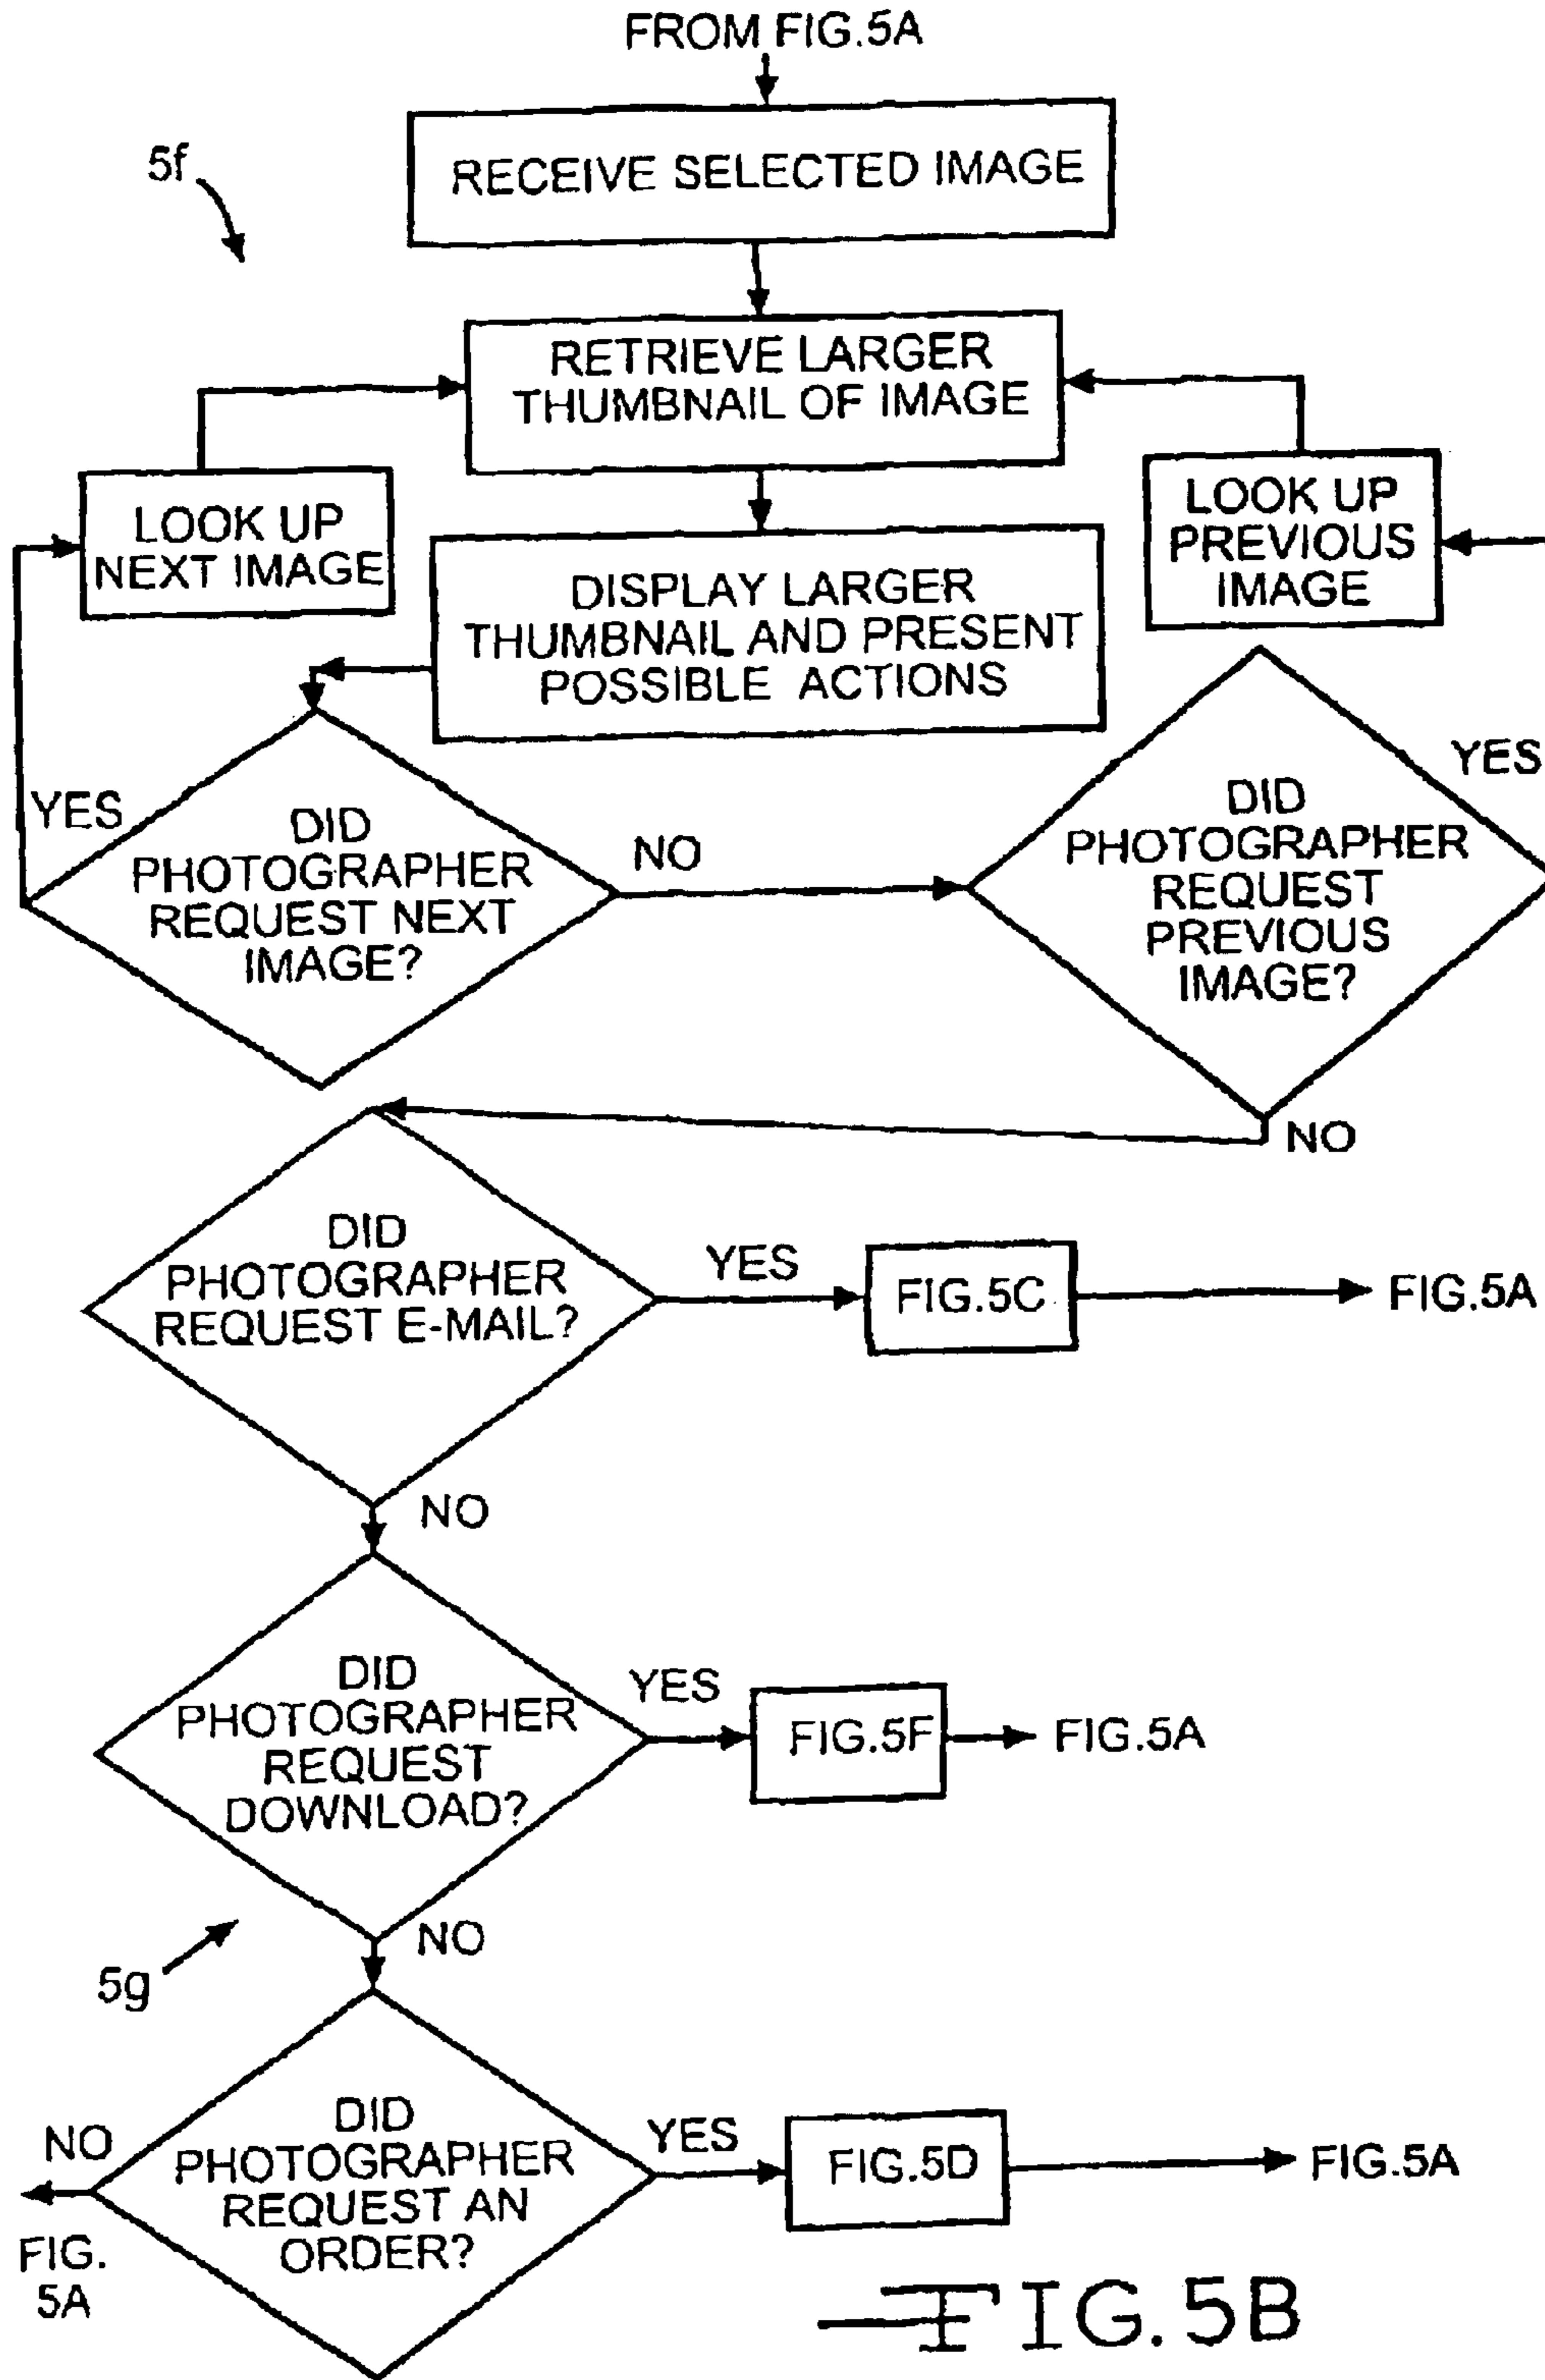 FROM FIG.5A
5f
RECEIVE SELECTED IMAGE
RETRIEVE LARGER
THUMBNAIL OF IMAGE
LOOK UP
NEXT IMAGE
LOOK UP
PREVIOUS
IMAGE
DISPLAY LARGER
THUMBNAIL AND PRESENT
POSSIBLE ACTIONS
YES
DID
PHOTOGRAPHER
REQUEST NEXT
IMAGE?
NO
YES
DID
PHOTOGRAPHER
REQUEST
PREVIOUS
IMAGE?
NO
DID
PHOTOGRAPHER
REQUEST E-MAIL?
YES
FIG.5C
FIG.5A
NO
DID
PHOTOGRAPHER
REQUEST
DOWNLOAD?
YES
FIG.5F
FIG.5A
NO
5g
DID
PHOTOGRAPHER
REQUEST AN
ORDER?
YES
FIG.5D
FIG.5A
NO
FIG.
5A
FIG. 5B